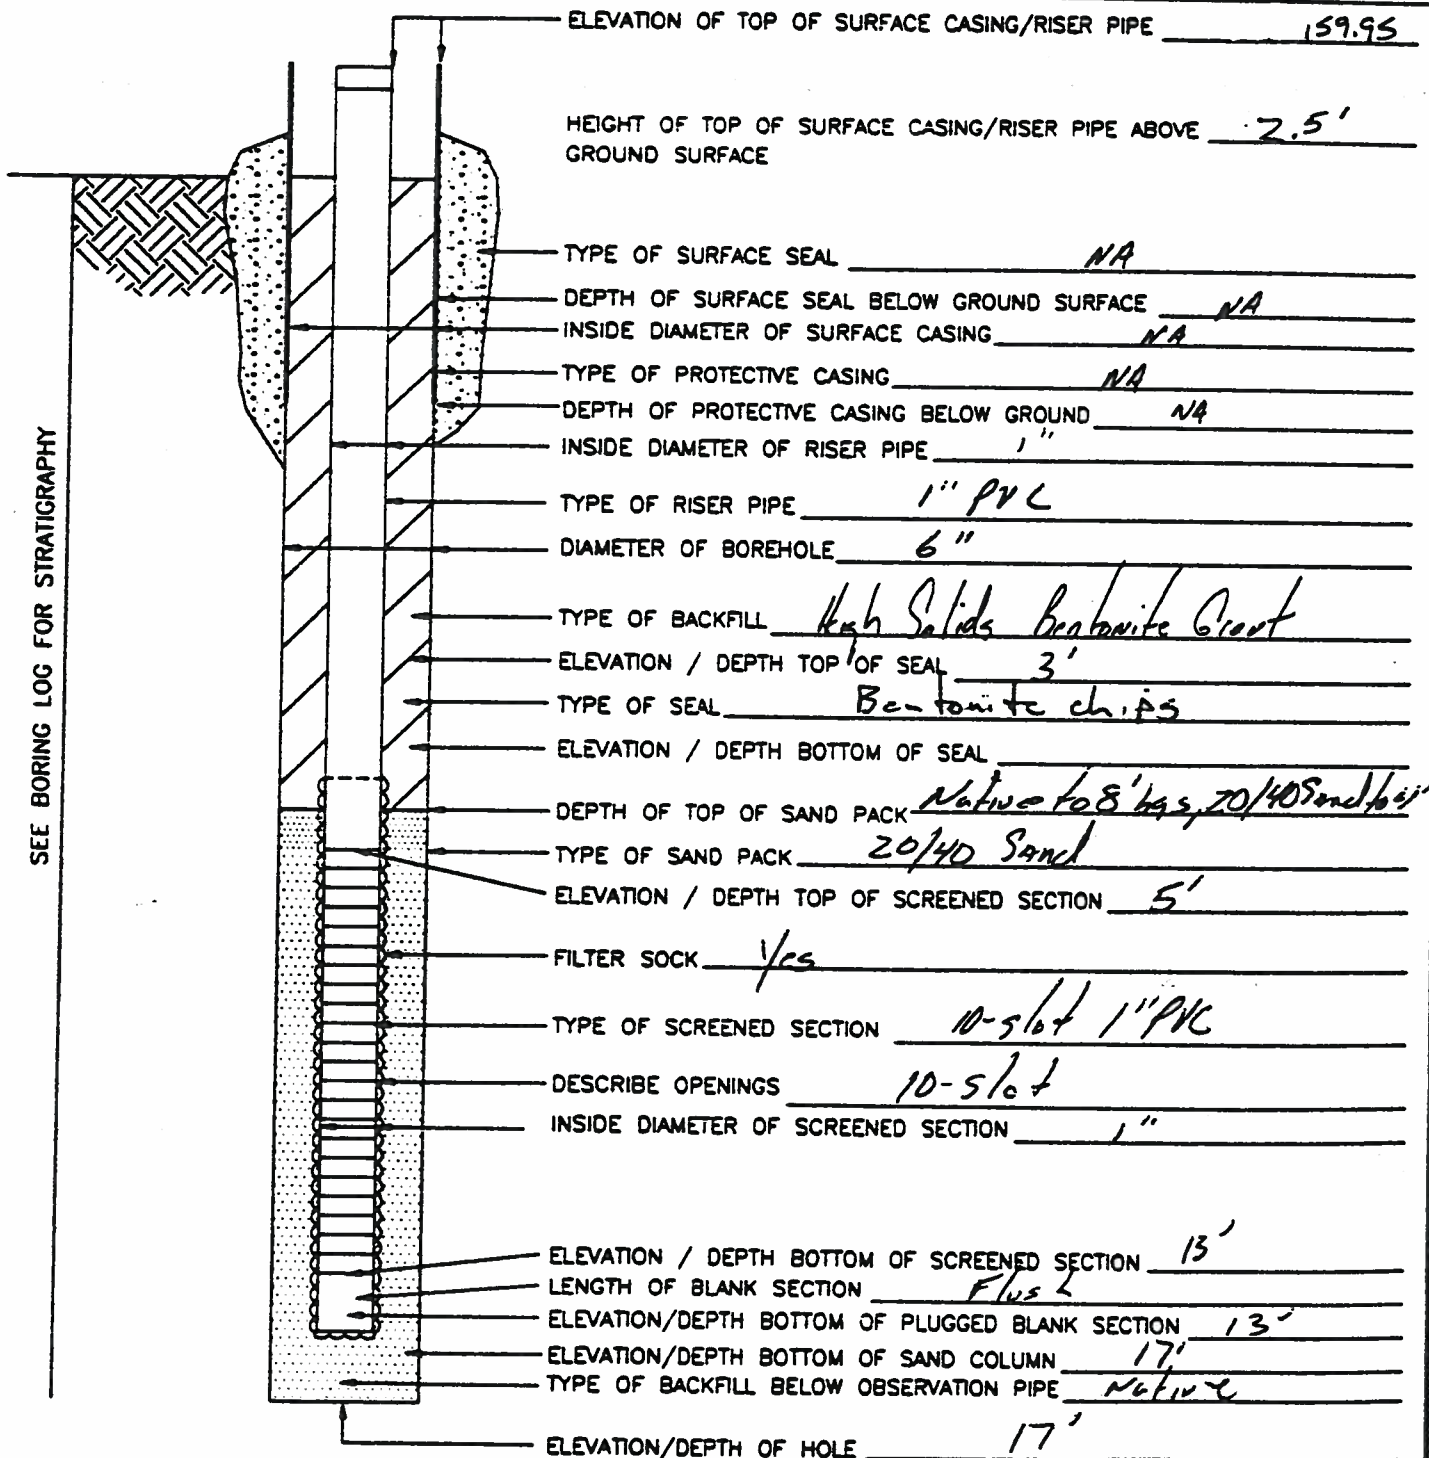 ELEVATION OF TOP OF SURFACE CASING/RISER PIPE 159.95
HEIGHT OF TOP OF SURFACE CASING/RISER PIPE ABOVE 2.5'
GROUND SURFACE
TYPE OF SURFACE SEAL NA
DEPTH OF SURFACE SEAL BELOW GROUND SURFACE NA
INSIDE DIAMETER OF SURFACE CASING NA
TYPE OF PROTECTIVE CASING NA
DEPTH OF PROTECTIVE CASING BELOW GROUND NA
INSIDE DIAMETER OF RISER PIPE 1"
TYPE OF RISER PIPE 1" PVC
DIAMETER OF BOREHOLE 6"
TYPE OF BACKFILL High Solids Bentonite Grout
ELEVATION / DEPTH TOP OF SEAL 3'
TYPE OF SEAL Bentonite chips
ELEVATION / DEPTH BOTTOM OF SEAL
DEPTH OF TOP OF SAND PACK Native to 8' bgs, 20/40 Sand to
TYPE OF SAND PACK 20/40 Sand
ELEVATION / DEPTH TOP OF SCREENED SECTION 5'
FILTER SOCK Yes
TYPE OF SCREENED SECTION 10-slot 1" PVC
DESCRIBE OPENINGS 10-slot
INSIDE DIAMETER OF SCREENED SECTION 1"
ELEVATION / DEPTH BOTTOM OF SCREENED SECTION 13'
LENGTH OF BLANK SECTION Flush
ELEVATION/DEPTH BOTTOM OF PLUGGED BLANK SECTION 13'
ELEVATION/DEPTH BOTTOM OF SAND COLUMN 17'
TYPE OF BACKFILL BELOW OBSERVATION PIPE Native
ELEVATION/DEPTH OF HOLE 17'
SEE BORING LOG FOR STRATIGRAPHY